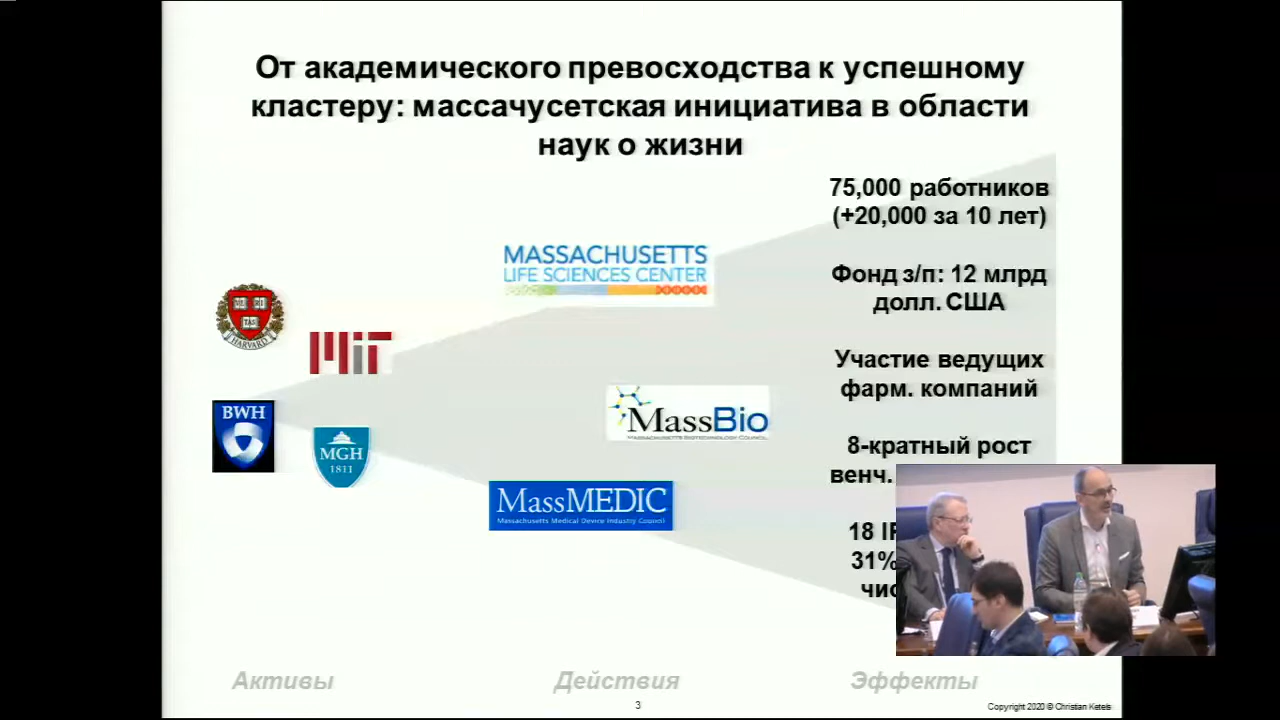 От академического превосходства к успешному
кластеру: массачусетская инициатива в области
наук о жизни
75,000 работников
(+20,000 за 10 лет)
MASSACHUSETTS
LIFE SCIENCES CENTER
Фонд з/п: 12 млрд
долл. США
HARVARD
MIT
Участие ведущих
фарм. компаний
BWH
MGH
1811
MassBio
MASSACHUSETTS BIOTECHNOLOGY COUNCIL
8-кратный рост
венч.
MassMEDIC
Massachusetts Medical Device Industry Council
18
31%
Активы
Действия
Эффекты
3
Copyright 2020 © Christian Ketels